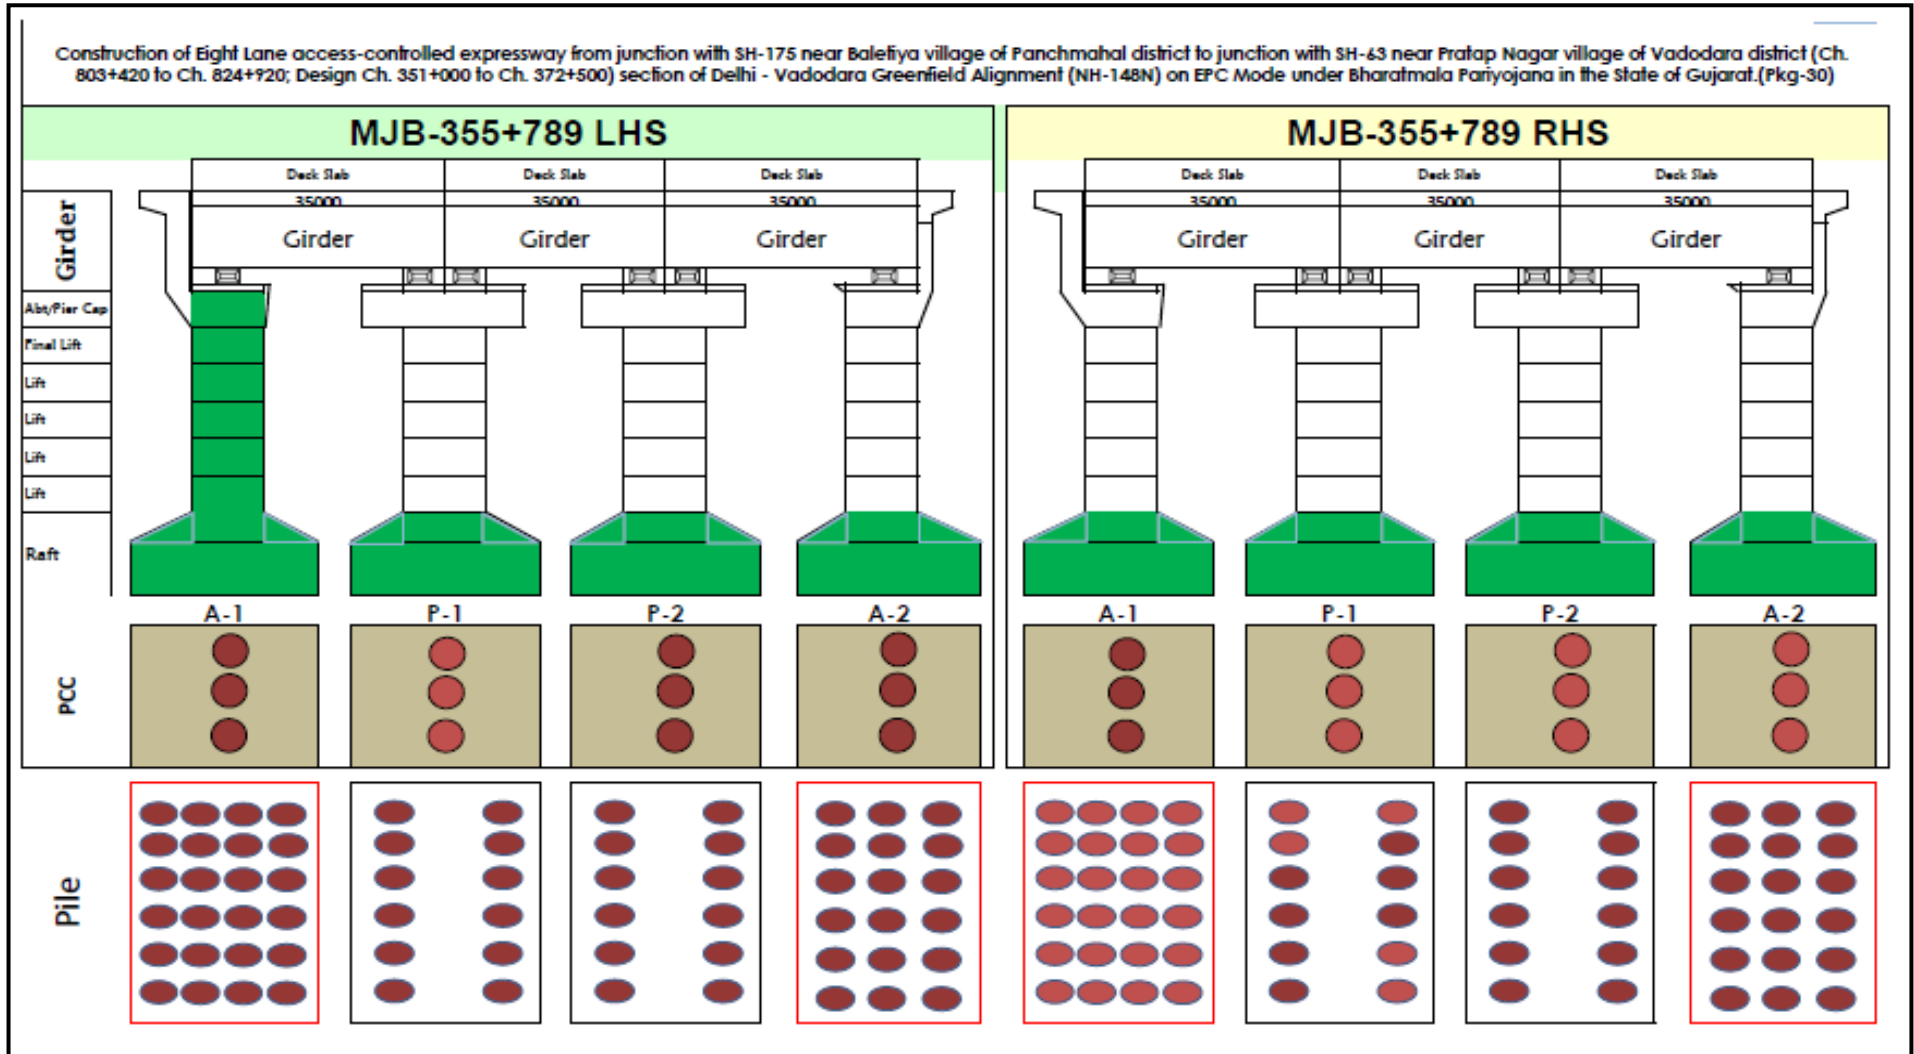 Construction of Eight Lane access-controlled expressway from junction with SH-175 near Baletiya village of Panchmahal district to junction with SH-63 near Pratap Nagar village of Vadodara district (Ch.
803+420 to Ch. 824+920; Design Ch. 351+000 to Ch. 372+500) section of Delhi - Vadodara Greenfield Alignment (NH-148N) on EPC Mode under Bharatmala Pariyojana in the State of Gujarat.(Pkg-30)
MJB-355+789 LHS
MJB-355+789 RHS
Deck Slab Deck Slab Deck Slab Deck Slab Deck Slab Deck Slab
35000 35000 35000 35000 35000 35000
Girder
Girder Girder Girder Girder Girder Girder
Abt/Pier Cap
Final Lift
Lift
Lift
Lift
Lift
Raft
A-1 P-1 P-2 A-2 A-1 P-1 P-2 A-2
PCC
Pile